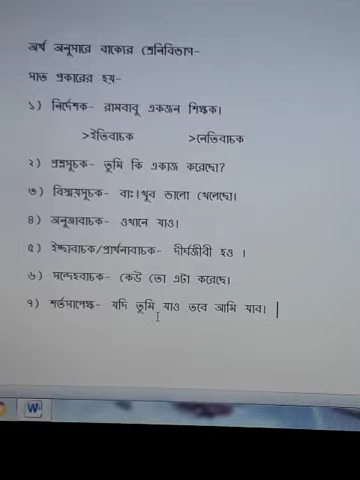 অর্থ অনুসারে বাক্যের শ্রেনিবিভাগ-
সাত প্রকারের হয়-
১) নির্দেশক- রামবাবু একজন শিক্ষক।
>ইতিবাচক >নেতিবাচক
২) প্রশ্নসূচক- তুমি কি একাজ করেছো?
৩) বিস্ময়সূচক- বাঃ।খুব ভালো খেলেছো।
৪) অনুজ্ঞাবাচক- ওখানে যাও।
৫) ইচ্ছাবাচক/প্রার্থনাবাচক- দীর্ঘজীবী হও ।
৬) সন্দেহবাচক- কেউ তো এটা করেছে।
৭) শর্তসাপেক্ষ- যদি তুমি যাও তবে আমি যাব।
W